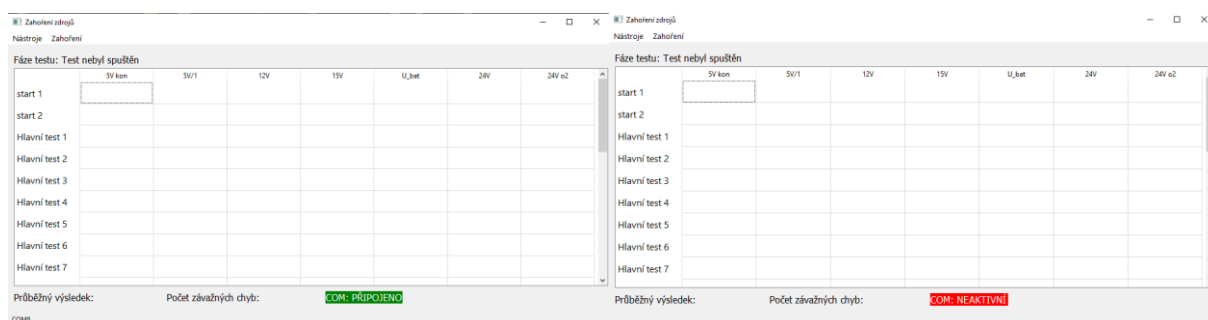 Zahoření zdrojů
Nástroje Zahoření
Fáze testu: Test nebyl spuštěn
5V kon 5V/1 12V 15V U_bat 24V 24V o2
start 1
start 2
Hlavní test 1
Hlavní test 2
Hlavní test 3
Hlavní test 4
Hlavní test 5
Hlavní test 6
Hlavní test 7
Průběžný výsledek: Počet závažných chyb: COM: PŘIPOJENO
Zahoření zdrojů
Nástroje Zahoření
Fáze testu: Test nebyl spuštěn
5V kon 5V/1 12V 15V U_bat 24V 24V o2
start 1
start 2
Hlavní test 1
Hlavní test 2
Hlavní test 3
Hlavní test 4
Hlavní test 5
Hlavní test 6
Hlavní test 7
Průběžný výsledek: Počet závažných chyb: COM: NEAKTIVNÍ